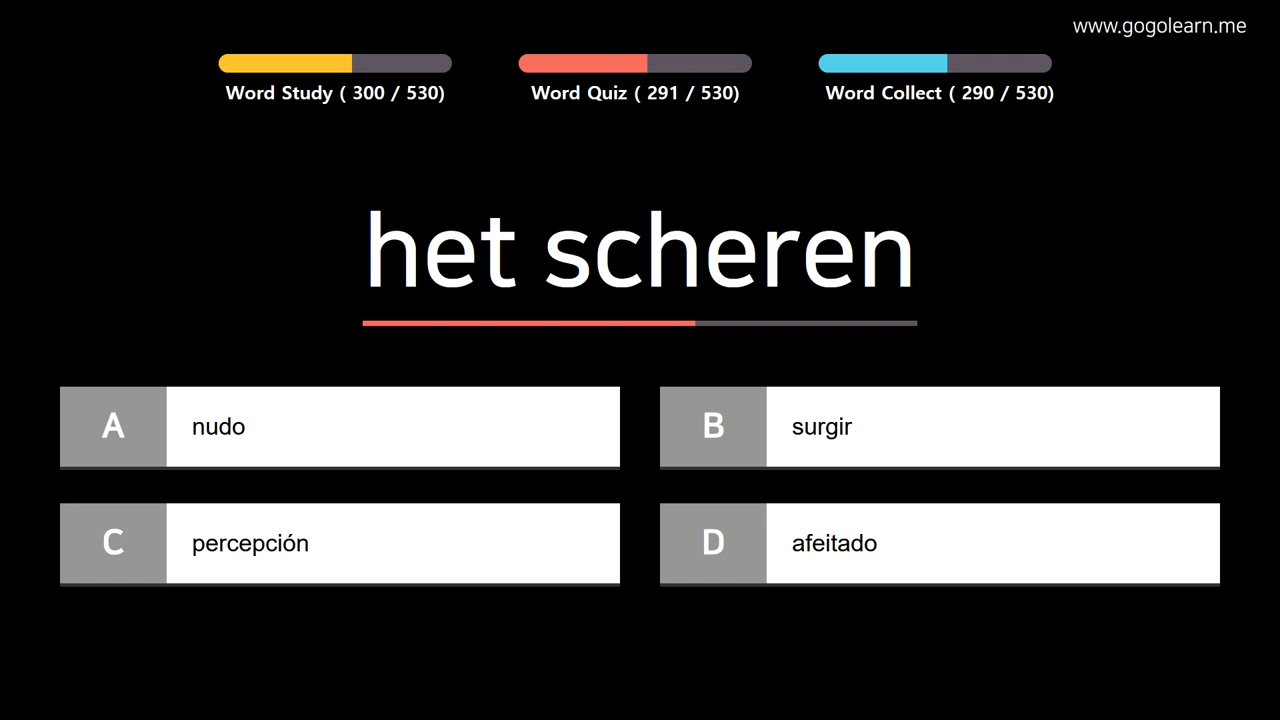 www.gogolearn.me
Word Study ( 300 / 530)
Word Quiz ( 291 / 530)
Word Collect ( 290 / 530)
het scheren
A
nudo
B
surgir
C
percepción
D
afeitado